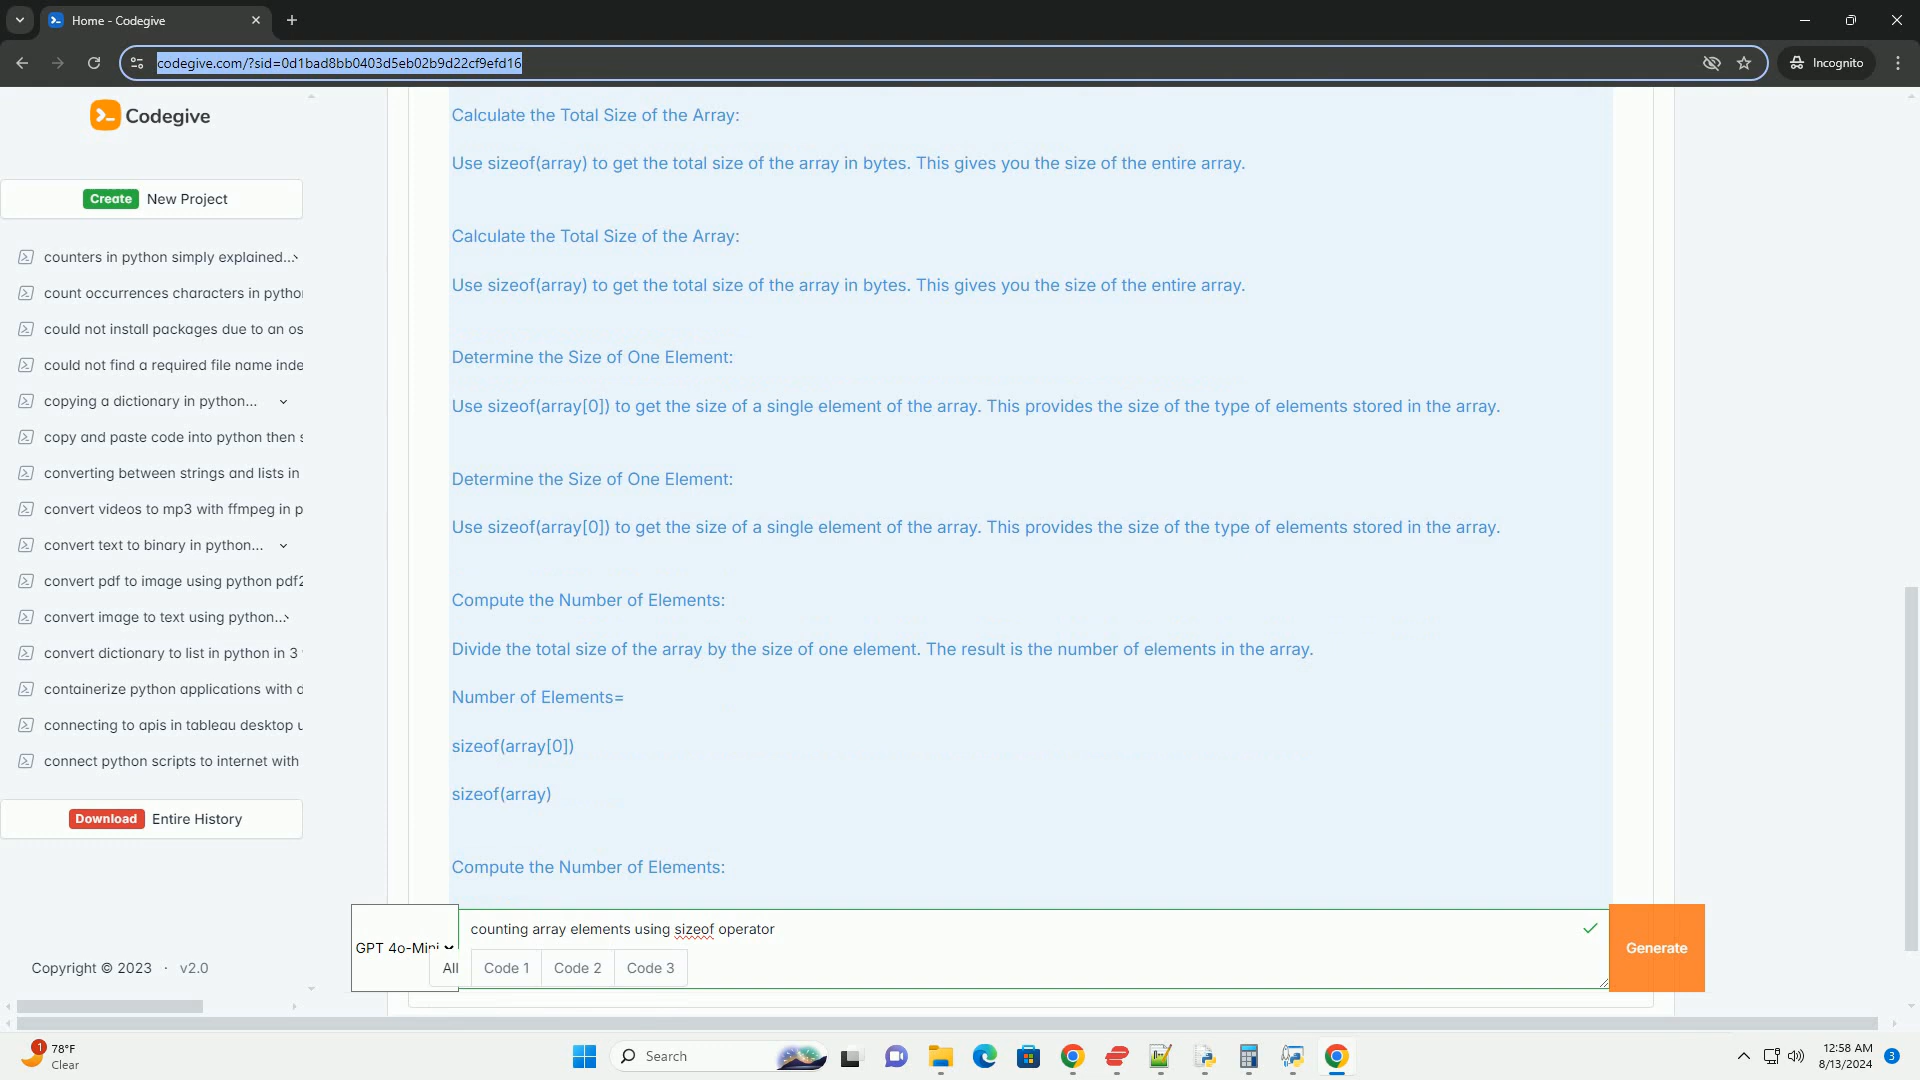 Home - Codegive
codegive.com/?sid=0d1bad8bb0403d5eb02b9d22cf9efd16
Incognito
Codegive
Create New Project
counters in python simply explained...
count occurrences characters in pytho
could not install packages due to an os
could not find a required file name inde
copying a dictionary in python...
copy and paste code into python then s
converting between strings and lists in
convert videos to mp3 with ffmpeg in p
convert text to binary in python...
convert pdf to image using python pdf2
convert image to text using python...
convert dictionary to list in python in 3
containerize python applications with d
connecting to apis in tableau desktop u
connect python scripts to internet with
Download Entire History
Copyright © 2023 · v2.0
Calculate the Total Size of the Array:
Use sizeof(array) to get the total size of the array in bytes. This gives you the size of the entire array.
Calculate the Total Size of the Array:
Use sizeof(array) to get the total size of the array in bytes. This gives you the size of the entire array.
Determine the Size of One Element:
Use sizeof(array[0]) to get the size of a single element of the array. This provides the size of the type of elements stored in the array.
Determine the Size of One Element:
Use sizeof(array[0]) to get the size of a single element of the array. This provides the size of the type of elements stored in the array.
Compute the Number of Elements:
Divide the total size of the array by the size of one element. The result is the number of elements in the array.
Number of Elements=
sizeof(array[0])
sizeof(array)
Compute the Number of Elements:
GPT 4o-Mini
counting array elements using sizeof operator
All Code 1 Code 2 Code 3
Generate
1
78°F
Clear
Search
12:58 AM
8/13/2024
3